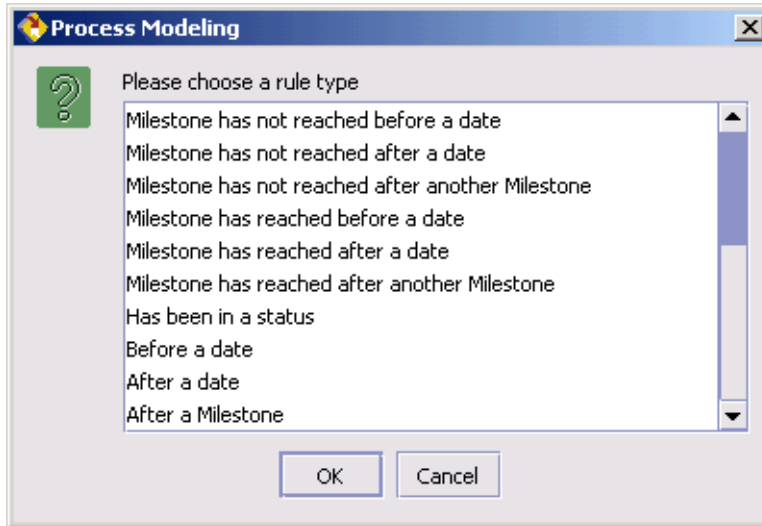 Process Modeling
Please choose a rule type
Milestone has not reached before a date
Milestone has not reached after a date
Milestone has not reached after another Milestone
Milestone has reached before a date
Milestone has reached after a date
Milestone has reached after another Milestone
Has been in a status
Before a date
After a date
After a Milestone
OK Cancel